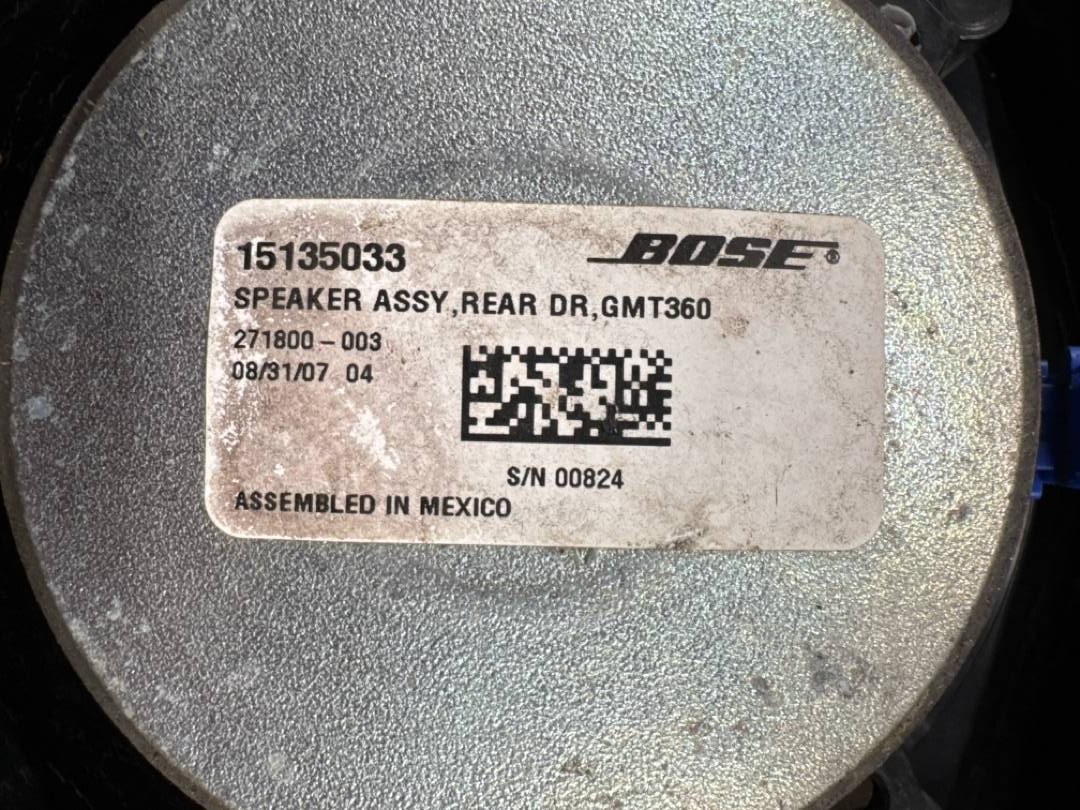 15135033
BOSE®
SPEAKER ASSY,REAR DR,GMT360
271800-003
08/31/07 04
S/N 00824
ASSEMBLED IN MEXICO